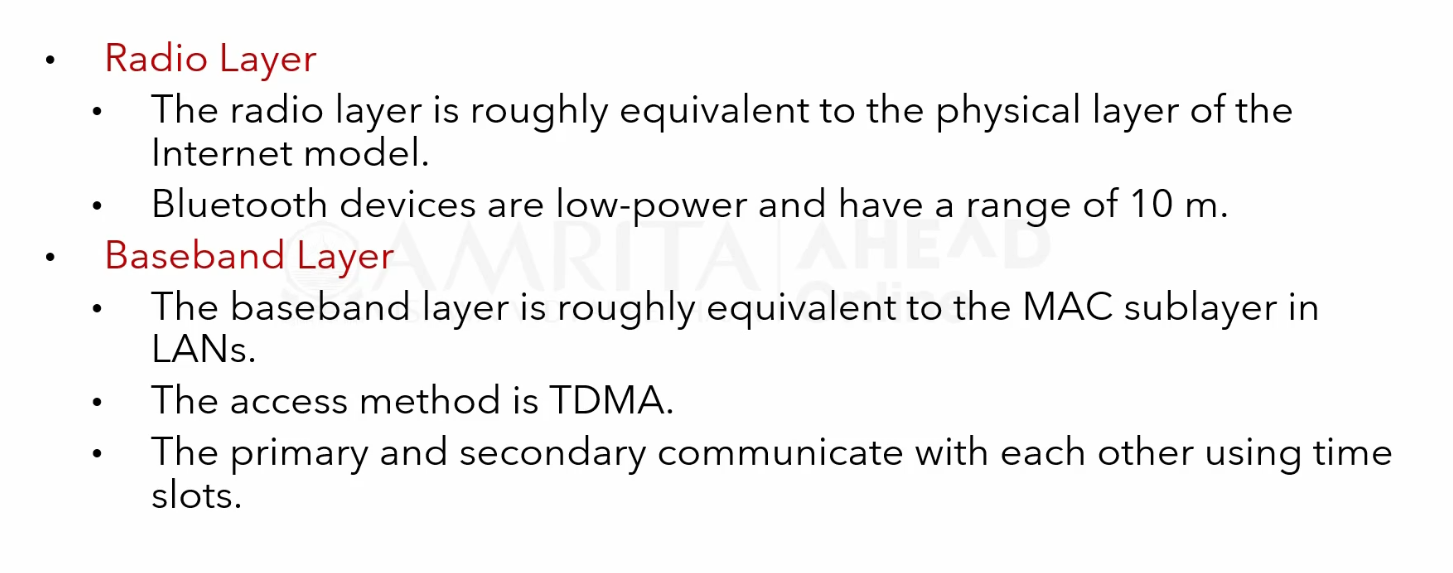 • Radio Layer
• The radio layer is roughly equivalent to the physical layer of the
Internet model.
• Bluetooth devices are low-power and have a range of 10 m.
• Baseband Layer
• The baseband layer is roughly equivalent to the MAC sublayer in
LANs.
• The access method is TDMA.
• The primary and secondary communicate with each other using time
slots.
AMRITA
AHEAD
Online